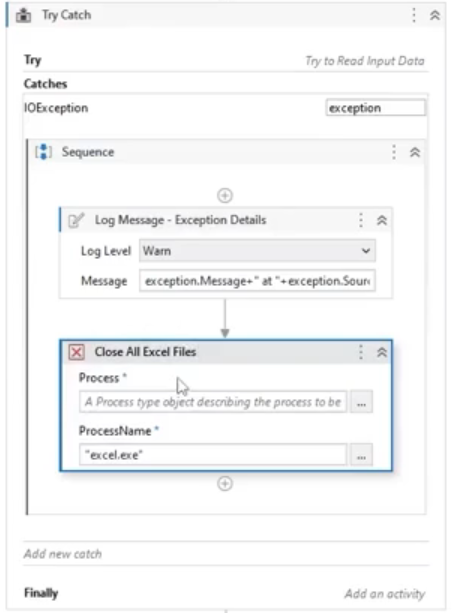 Try Catch
Try Try to Read Input Data
Catches
IOException exception
Sequence
Log Message - Exception Details
Log Level Warn
Message exception.Message+" at "+exception.Sourc
Close All Excel Files
Process *
A Process type object describing the process to be ...
ProcessName *
"excel.exe" ...
Add new catch
Finally Add an activity